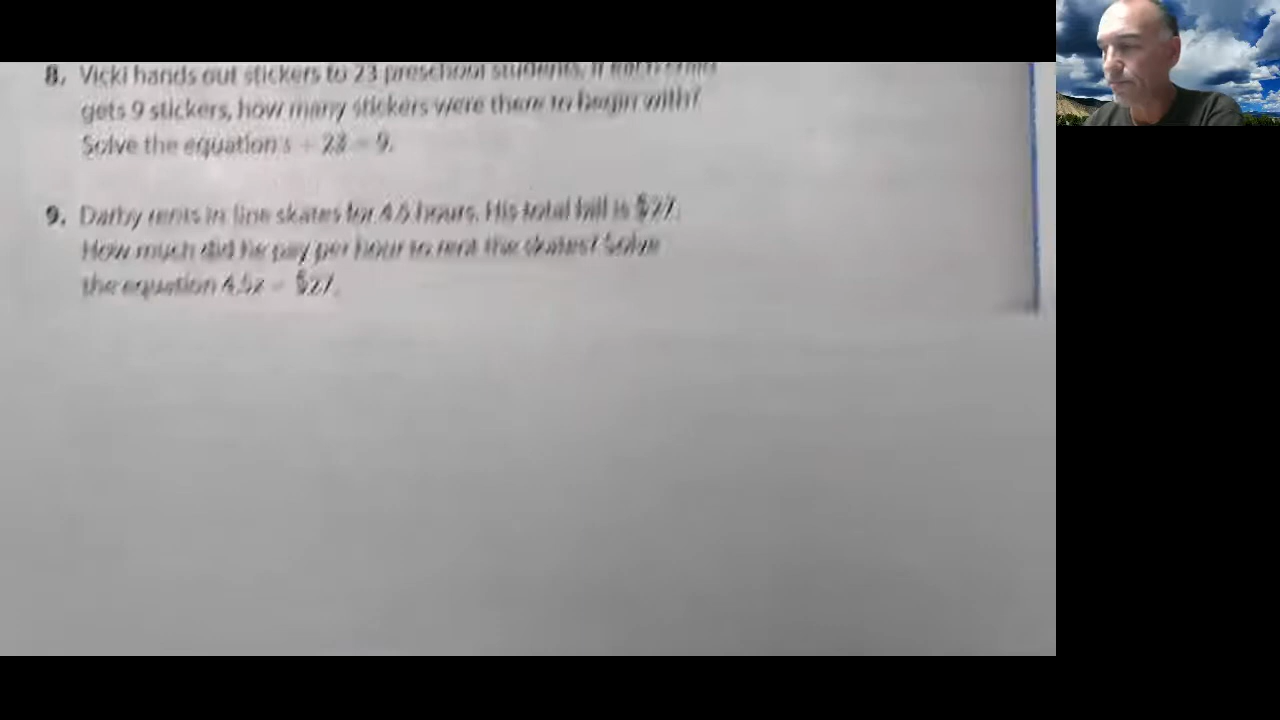 8. Vicki hands out stickers to 23 preschool students. If each child
gets 9 stickers, how many stickers were there to begin with?
Solve the equation s ÷ 23 = 9.
9. Darby rents in line skates for 4.5 hours. His total bill is $27.
How much did he pay per hour to rent the skates? Solve
the equation 4.5z = $27.